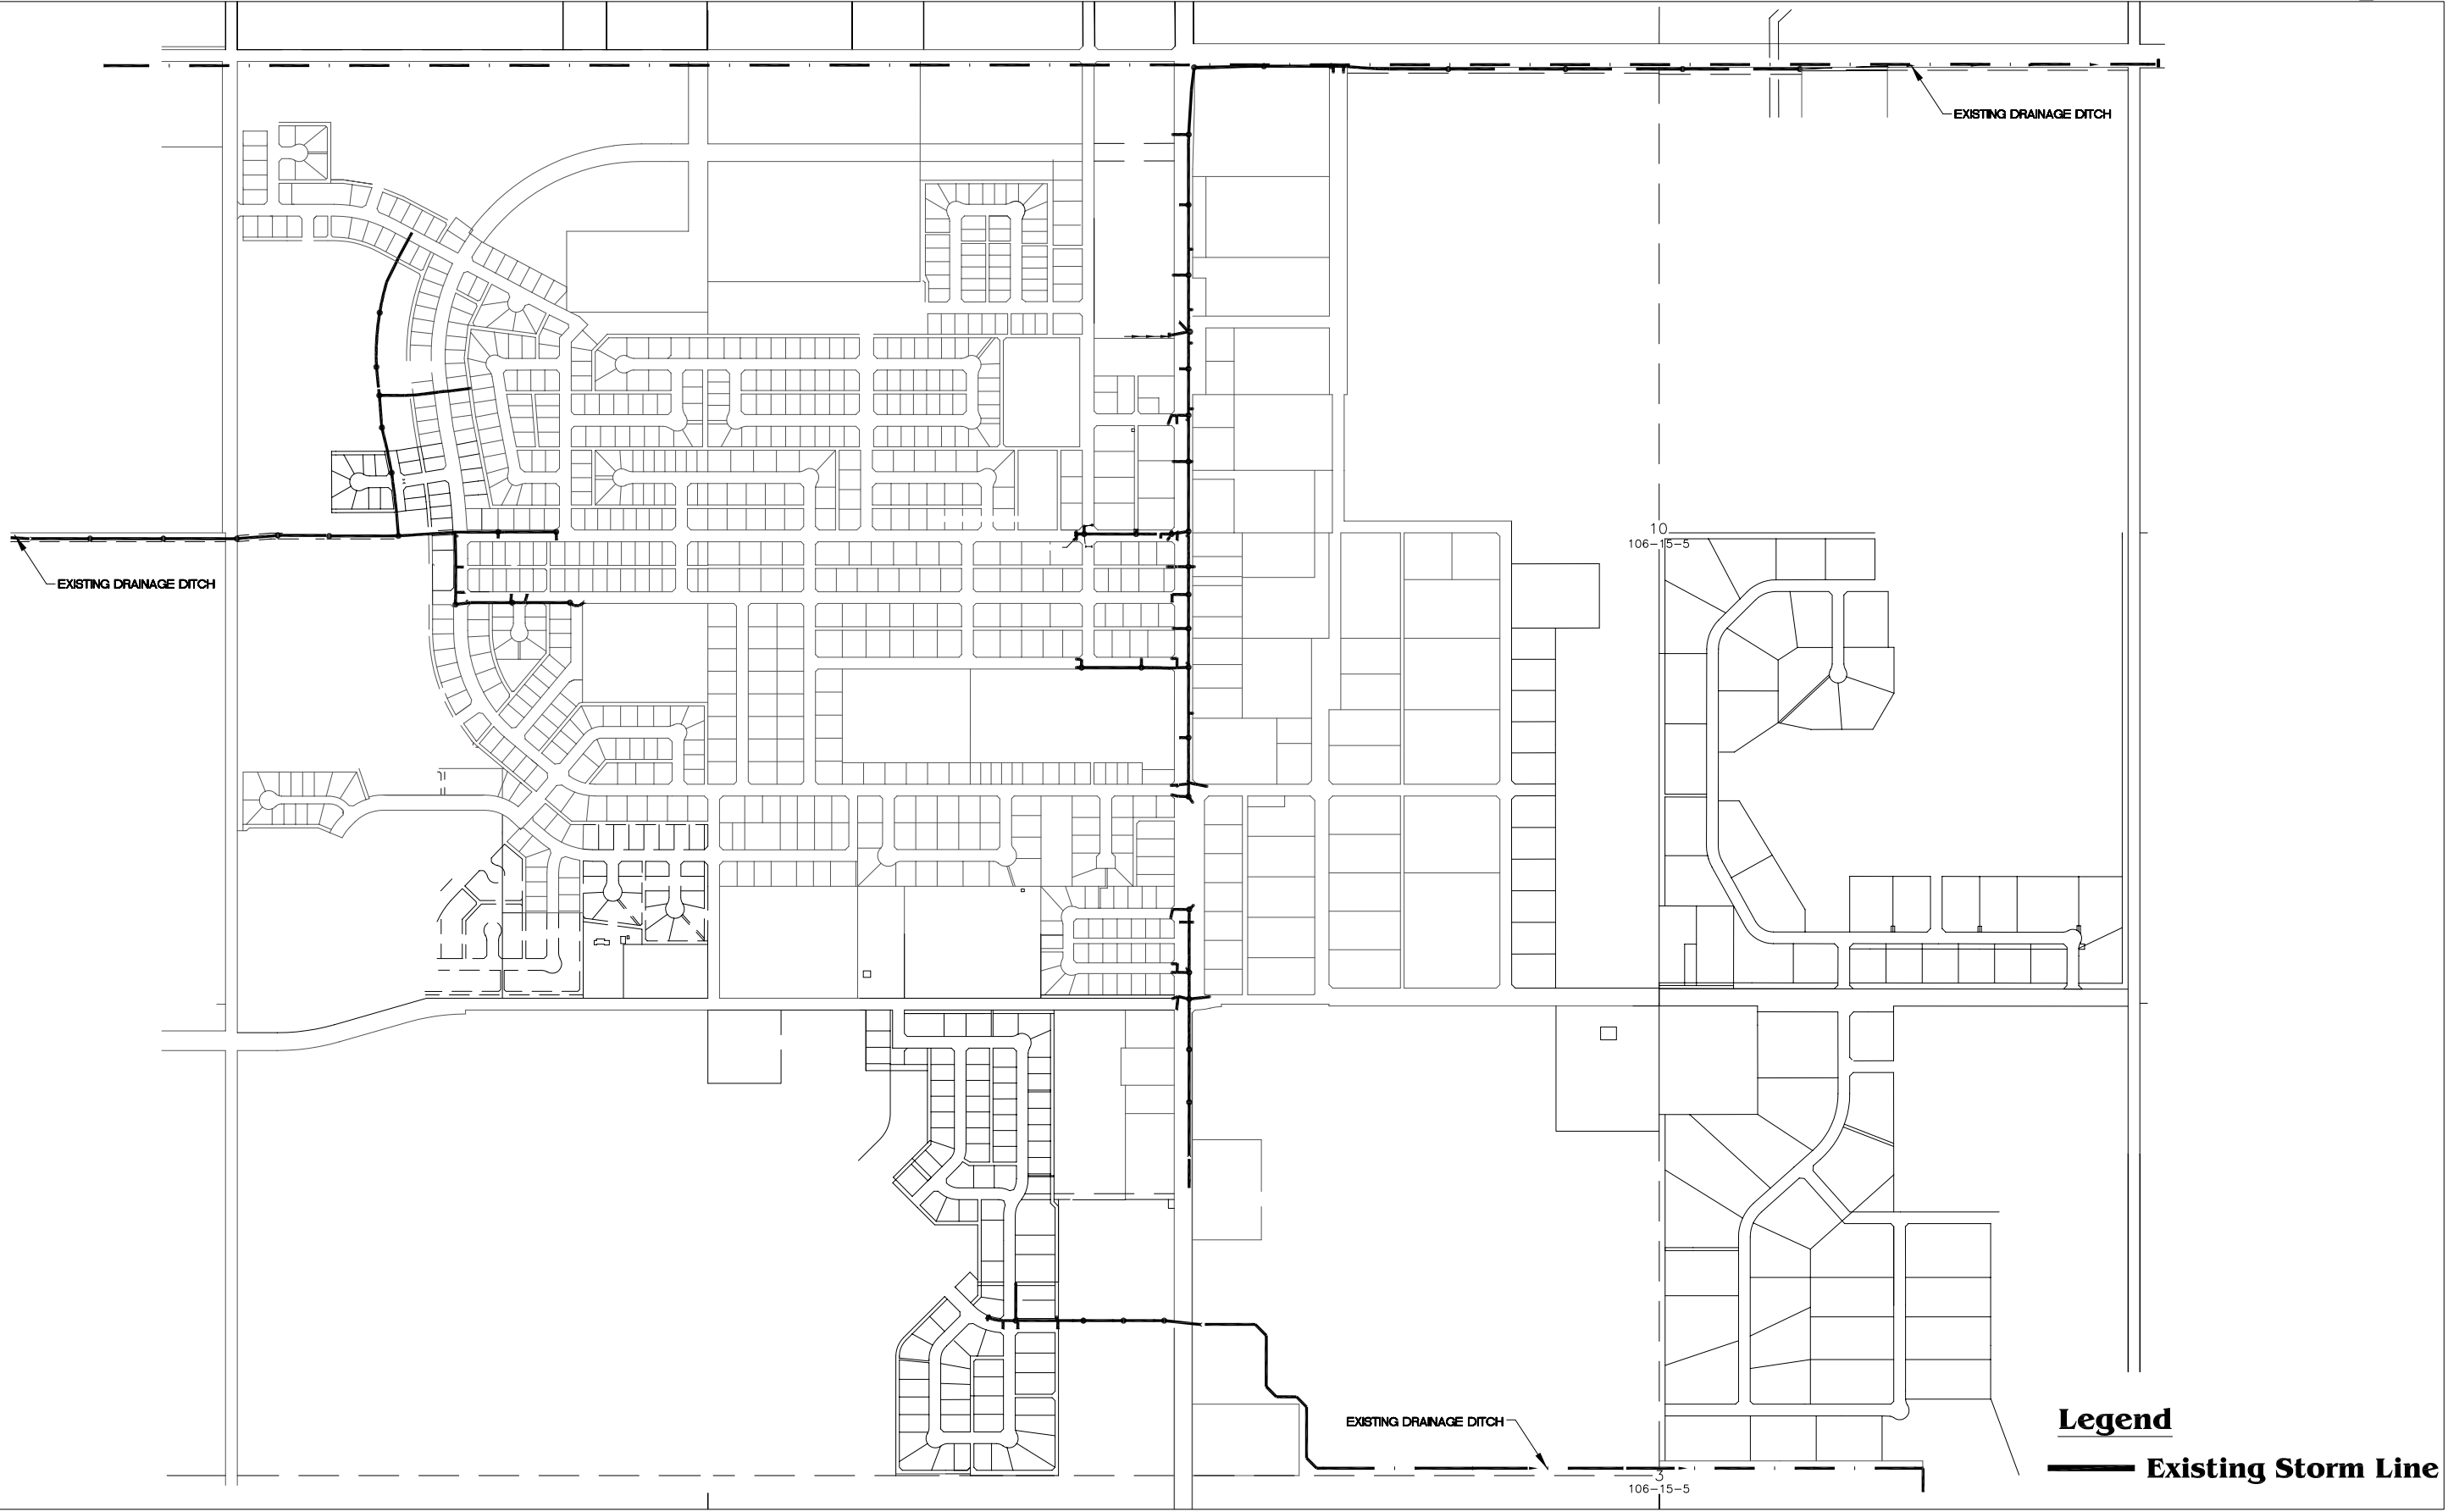 EXISTING DRAINAGE DITCH
10
106-15-5
EXISTING DRAINAGE DITCH
EXISTING DRAINAGE DITCH
3
106-15-5
Legend
Existing Storm Line